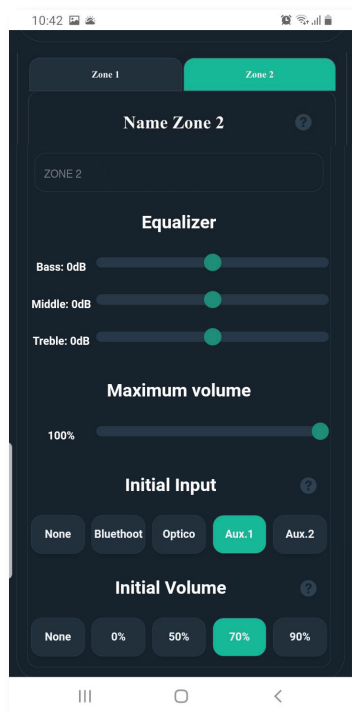 10:42
Zone 1 Zone 2
Name Zone 2 ?
ZONE 2
Equalizer
Bass: 0dB
Middle: 0dB
Treble: 0dB
Maximum volume
100%
Initial Input ?
None Bluethoot Optico Aux.1 Aux.2
Initial Volume ?
None 0% 50% 70% 90%